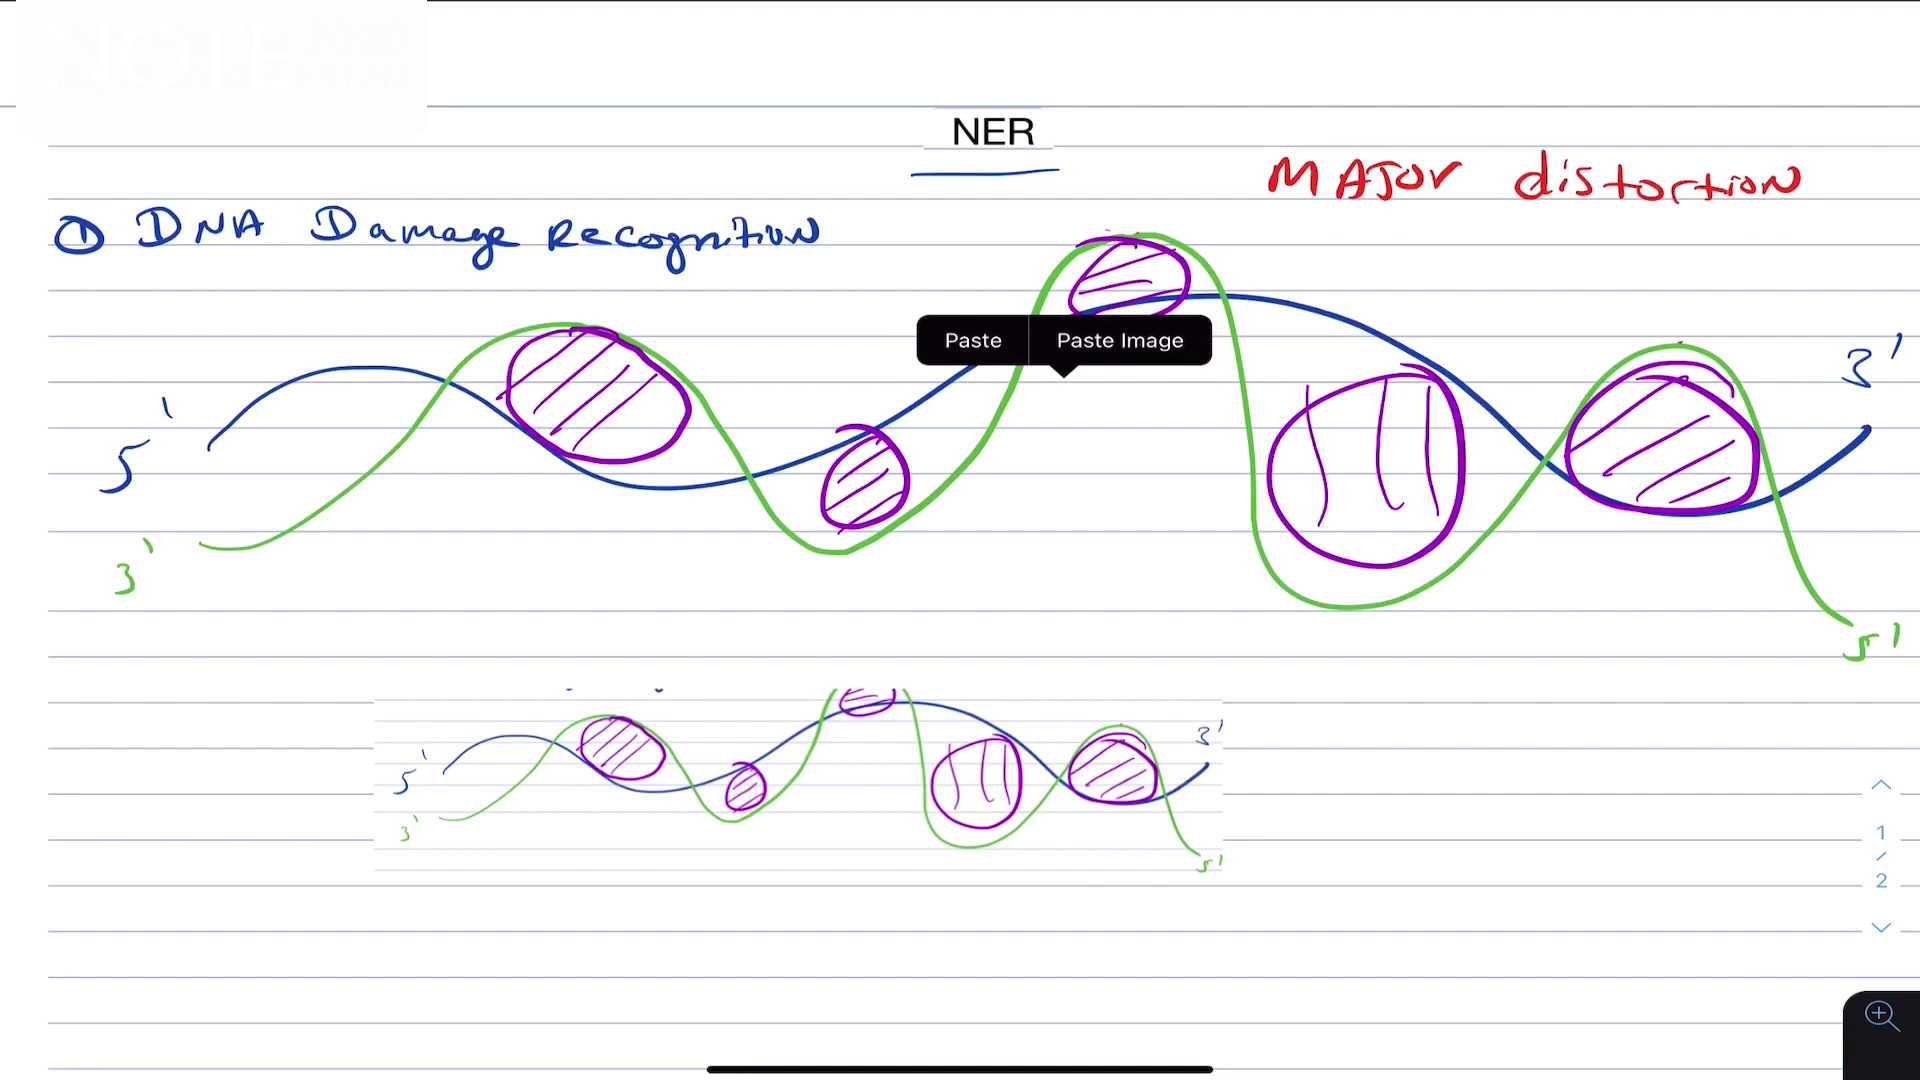 NOTE
NER
MAJOR distortion
① DNA Damage Recognition
Paste Paste Image
3'
5'
3'
5'
3'
5'
3'
5'
1
/
2